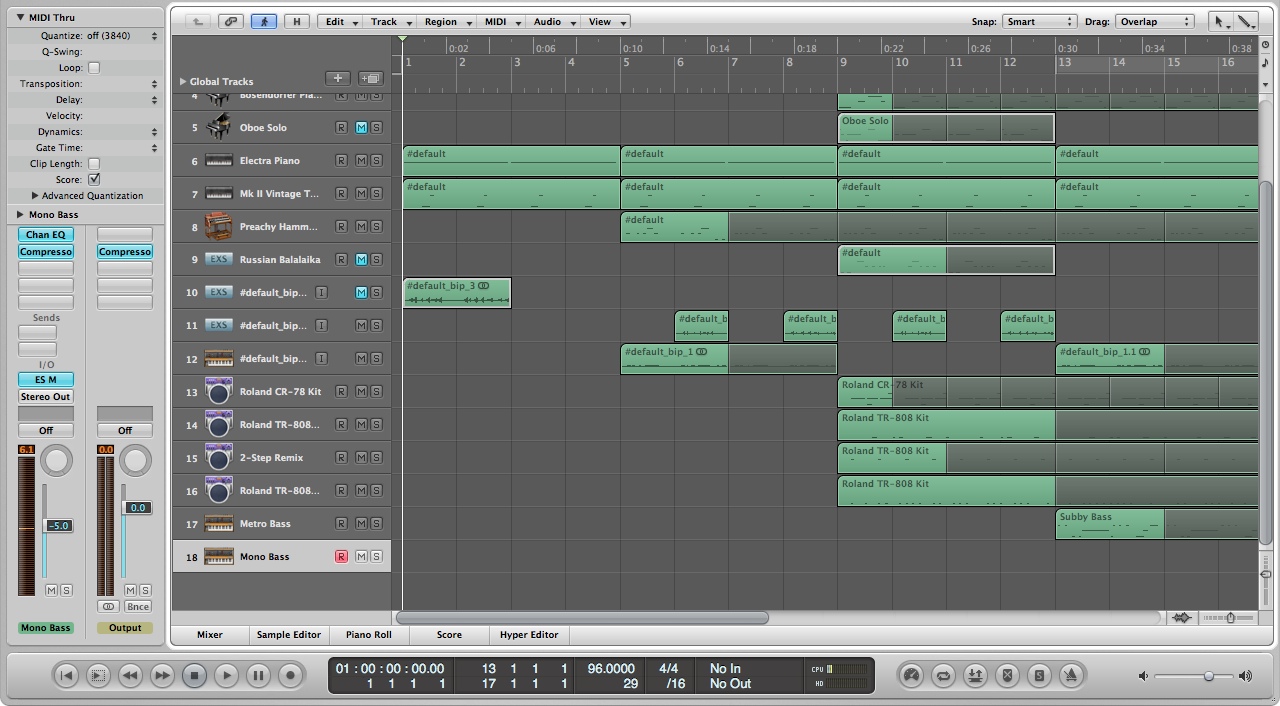 MIDI Thru
Quantize: off (3840)
Q-Swing:
Loop:
Transposition:
Delay:
Velocity:
Dynamics:
Gate Time:
Clip Length:
Score:
Advanced Quantization
Mono Bass
Chan EQ
Compresso Compresso
Sends
I/O
ES M
Stereo Out
Off Off
6.1 0.0
0.0
-5.0
M S M S
Bnce
Mono Bass Output
H Edit Track Region MIDI Audio View Snap: Smart Drag: Overlap
0:02 0:06 0:10 0:14 0:18 0:22 0:26 0:30 0:34 0:38
1 2 3 4 5 6 7 8 9 10 11 12 13 14 15 16
Global Tracks
4 Bosendorfer Pia... R M S
5 Oboe Solo R M S Oboe Solo
6 Electra Piano R M S #default #default #default #default
7 Mk II Vintage T... R M S #default #default #default #default
8 Preachy Hamm... R M S #default
9 EXS Russian Balalaika R M S #default
10 EXS #default_bip... I M S #default_bip_3
11 EXS #default_bip... I M S #default_b #default_b #default_b #default_b
12 #default_bip... I M S #default_bip_1 #default_bip_1.1
13 Roland CR-78 Kit R M S Roland CR-78 Kit
14 Roland TR-808... R M S Roland TR-808 Kit
15 2-Step Remix R M S Roland TR-808 Kit
16 Roland TR-808... R M S Roland TR-808 Kit
17 Metro Bass R M S Subby Bass
18 Mono Bass R M S
Mixer Sample Editor Piano Roll Score Hyper Editor
01 : 00 : 00 : 00.00 13 1 1 1 96.0000 4/4 No In CPU
1 1 1 1 17 1 1 1 29 /16 No Out HD
S